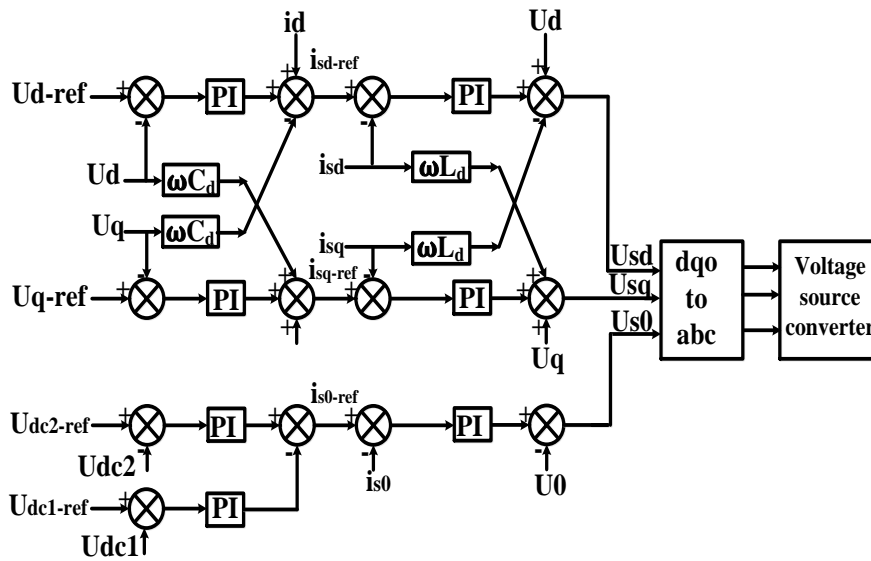 id
Ud
isd-ref
Ud-ref
+
-
PI
+
+
-
+
-
PI
+
+
-
Ud
ωCd
isd
ωLd
Uq
ωCd
isq
ωLd
isq-ref
Uq-ref
+
-
PI
+
+
+
-
PI
+
+
Uq
Usd
Usq
Us0
dqo
to
abc
Voltage
source
converter
is0-ref
Udc2-ref
+
-
PI
+
-
+
-
PI
+
-
Udc2
is0
U0
Udc1-ref
+
-
PI
Udc1